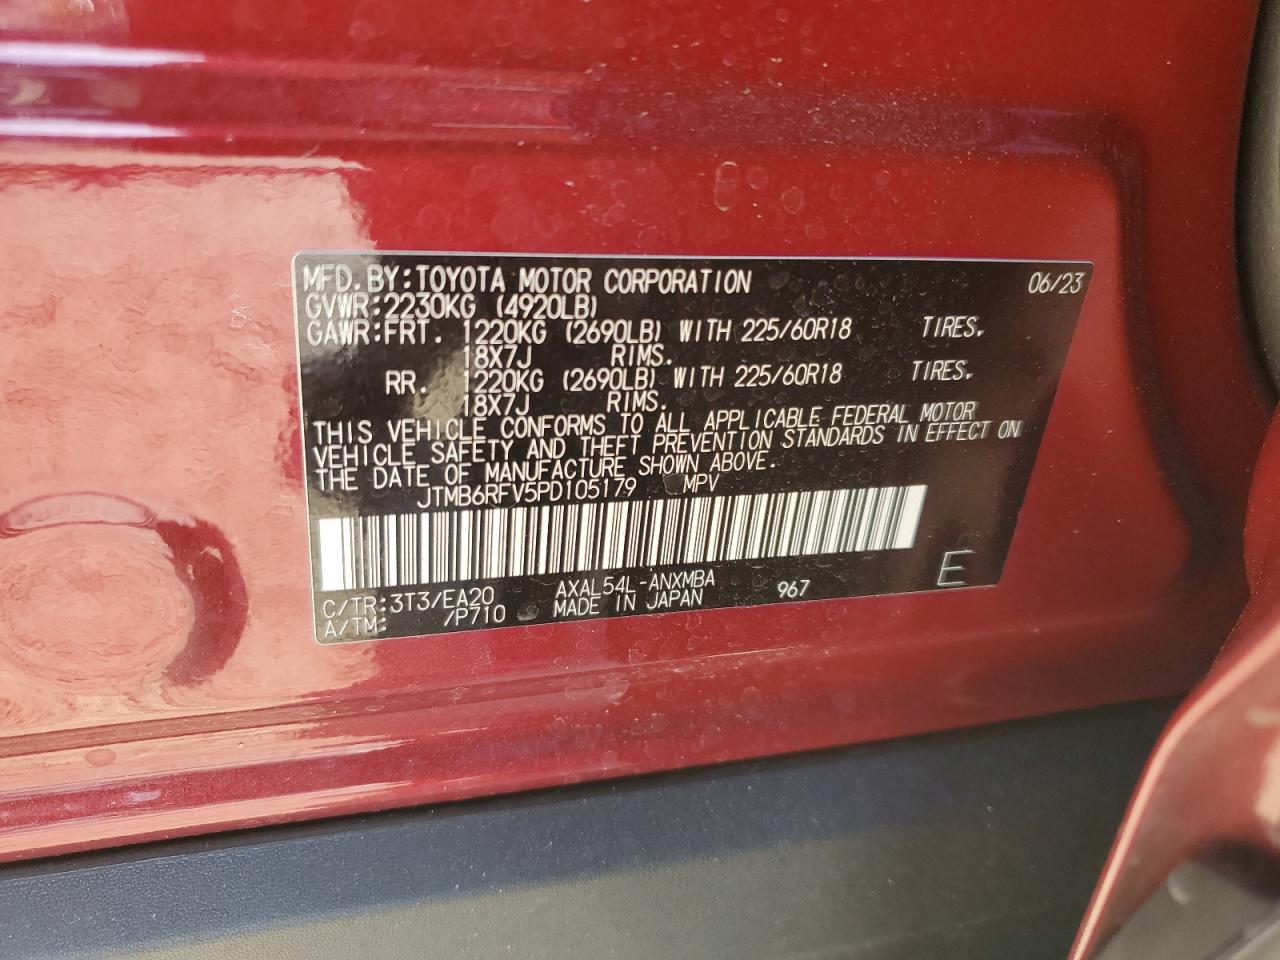 MFD.BY:TOYOTA MOTOR CORPORATION 06/23
GVWR:2230KG (4920LB)
GAWR:FRT. 1220KG (2690LB) WITH 225/60R18 TIRES.
18X7J RIMS.
RR. 1220KG (2690LB) WITH 225/60R18 TIRES.
18X7J RIMS.
THIS VEHICLE CONFORMS TO ALL APPLICABLE FEDERAL MOTOR
VEHICLE SAFETY AND THEFT PREVENTION STANDARDS IN EFFECT ON
THE DATE OF MANUFACTURE SHOWN ABOVE.
JTMB6RFV5PD105179 MPV
C/TR:3T3/EA20 AXAL54L-ANXMBA 967 E
A/TM: /P710 MADE IN JAPAN